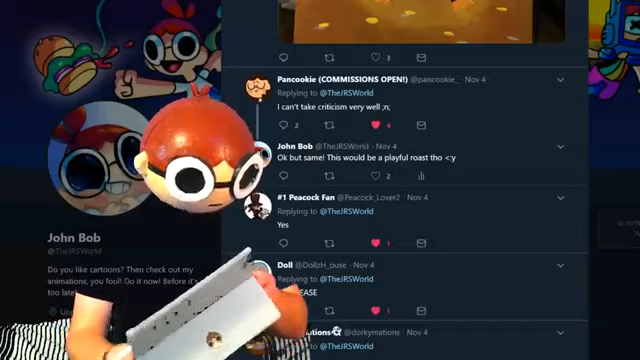 3
Pancookie (COMMISSIONS OPEN!) @pancookie_ · Nov 4
Replying to @TheJRSWorld
I can't take criticism very well ;n;
2 4
John Bob @TheJRSWorld · Nov 4
Ok but same! This would be a playful roast tho <:y
2
#1 Peacock Fan @Peacock_Lover2 · Nov 4
Replying to @TheJRSWorld
Yes
1
Doll @DollzH_ouse · Nov 4
Replying to @TheJRSWorld
1
@dorkymations · Nov 4
Replying to @TheJRSWorld
John Bob
@TheJRSWorld
Do you like cartoons? Then check out my
animations, you fool! Do it now! Before it's
too late!